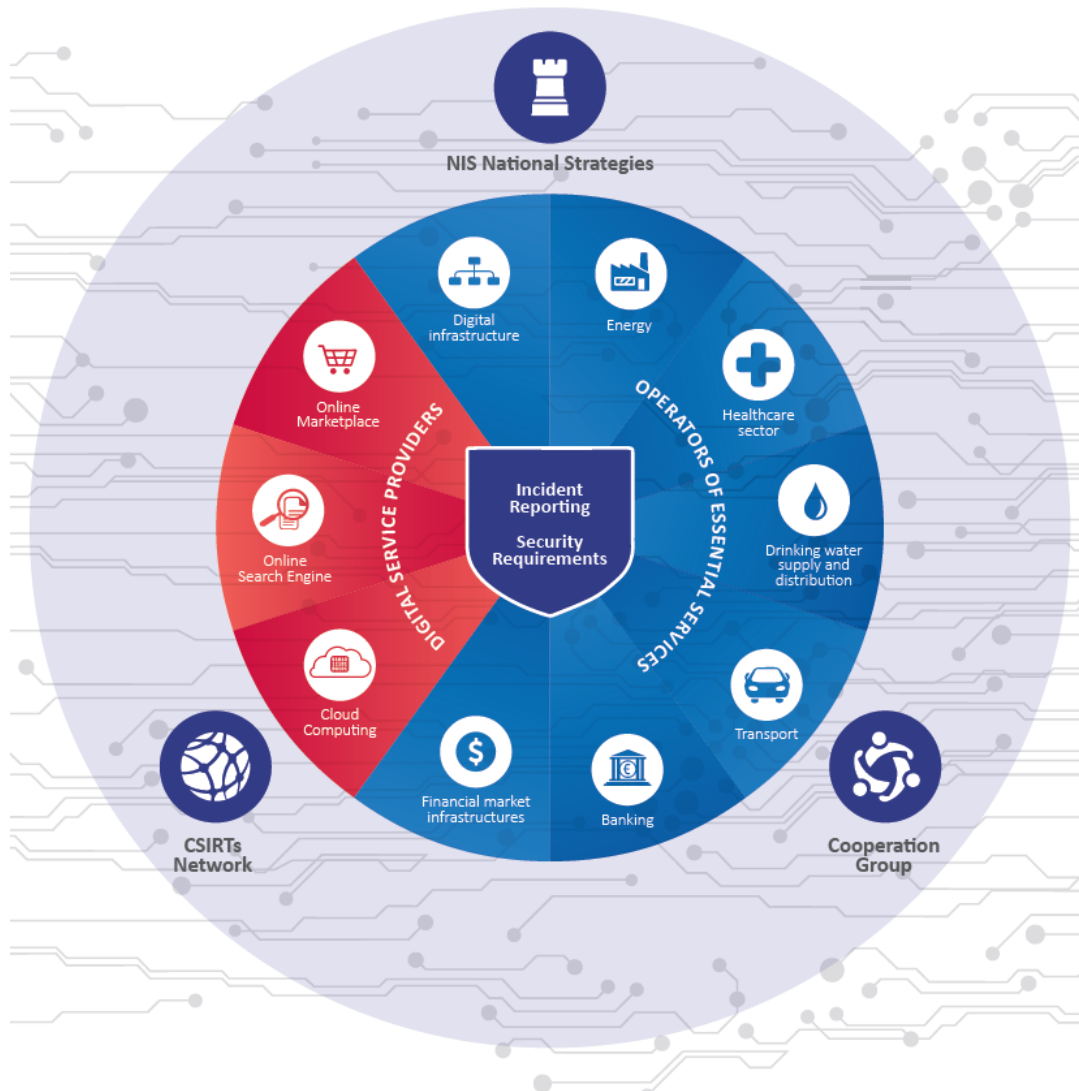 NIS National Strategies
Digital
infrastructure
Energy
Healthcare
sector
Drinking water
supply and
distribution
Transport
Banking
Financial market
infrastructures
Cloud
Computing
Online
Search Engine
Online
Marketplace
DIGITAL SERVICE PROVIDERS
OPERATORS OF ESSENTIAL SERVICES
Incident
Reporting
Security
Requirements
CSIRTs
Network
Cooperation
Group